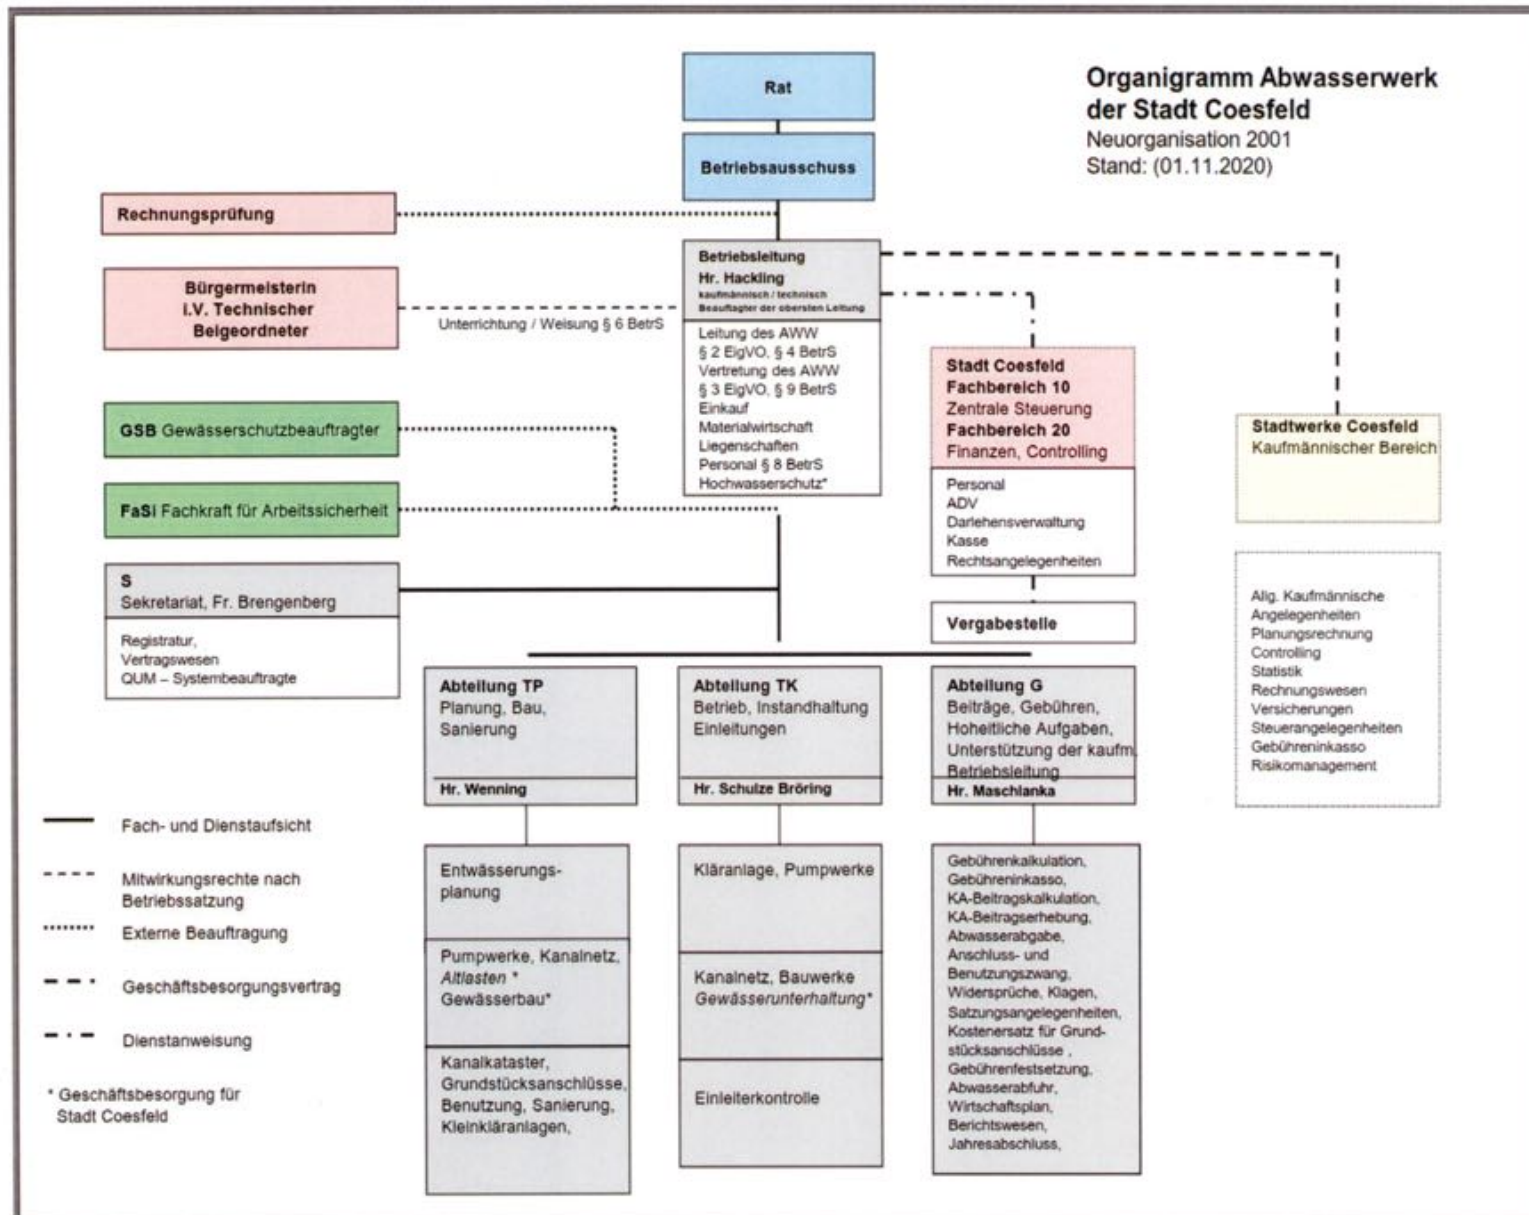 Organigramm Abwasserwerk
der Stadt Coesfeld
Neuorganisation 2001
Stand: (01.11.2020)
Rat
Betriebsausschuss
Rechnungsprüfung
Bürgermeisterin
i.V. Technischer
Beigeordneter
Unterrichtung / Weisung § 6 BetrS
Betriebsleitung
Hr. Hackling
kaufmännisch / technisch
Beauftagter der obersten Leitung
Leitung des AWW
§ 2 EigVO, § 4 BetrS
Vertretung des AWW
§ 3 EigVO, § 9 BetrS
Einkauf
Materialwirtschaft
Liegenschaften
Personal § 8 BetrS
Hochwasserschutz*
Stadt Coesfeld
Fachbereich 10
Zentrale Steuerung
Fachbereich 20
Finanzen, Controlling
Personal
ADV
Darlehensverwaltung
Kasse
Rechtsangelegenheiten
Vergabestelle
Stadtwerke Coesfeld
Kaufmännischer Bereich
Allg. Kaufmännische
Angelegenheiten
Planungsrechnung
Controlling
Statistik
Rechnungswesen
Versicherungen
Steuerangelegenheiten
Gebühreninkasso
Risikomanagement
GSB Gewässerschutzbeauftragter
FaSi Fachkraft für Arbeitssicherheit
S
Sekretariat, Fr. Brengenberg
Registratur,
Vertragswesen
QUM – Systembeauftragte
Abteilung TP
Planung, Bau,
Sanierung
Hr. Wenning
Entwässerungs-
planung
Pumpwerke, Kanalnetz,
Altlasten *
Gewässerbau*
Kanalkataster,
Grundstücksanschlüsse,
Benutzung, Sanierung,
Kleinkläranlagen,
Abteilung TK
Betrieb, Instandhaltung
Einleitungen
Hr. Schulze Bröring
Kläranlage, Pumpwerke
Kanalnetz, Bauwerke
Gewässerunterhaltung*
Einleiterkontrolle
Abteilung G
Beiträge, Gebühren,
Hoheitliche Aufgaben,
Unterstützung der kaufm.
Betriebsleitung
Hr. Maschlanka
Gebührenkalkulation,
Gebühreninkasso,
KA-Beitragskalkulation,
KA-Beitragserhebung,
Abwasserabgabe,
Anschluss- und
Benutzungszwang,
Widersprüche, Klagen,
Satzungsangelegenheiten,
Kostenersatz für Grund-
stücksanschlüsse ,
Gebührenfestsetzung,
Abwasserabfuhr,
Wirtschaftsplan,
Berichtswesen,
Jahresabschluss,
Fach- und Dienstaufsicht
Mitwirkungsrechte nach
Betriebssatzung
Externe Beauftragung
Geschäftsbesorgungsvertrag
Dienstanweisung
* Geschäftsbesorgung für
Stadt Coesfeld